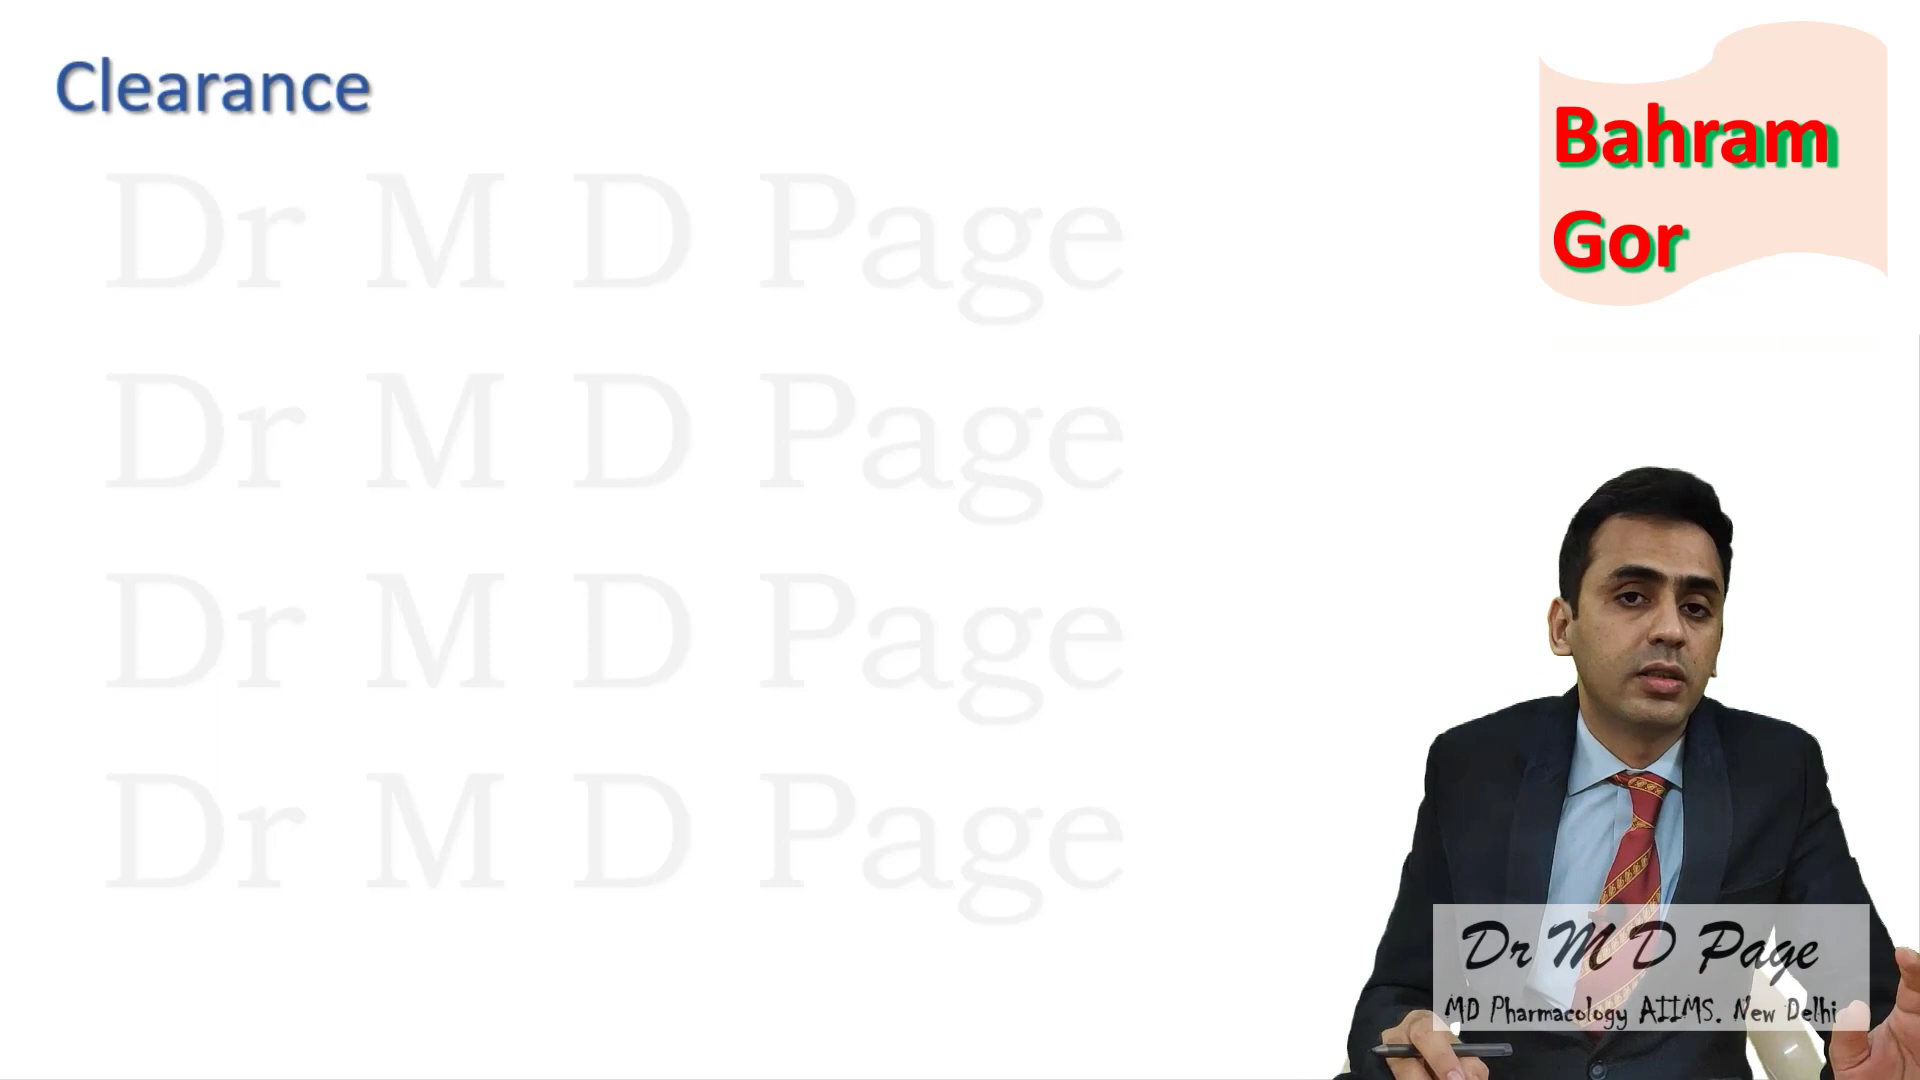 Clearance
Bahram
Gor
Dr M D Page
Dr M D Page
Dr M D Page
Dr M D Page
Dr M D Page
MD Pharmacology AIIMS. New Delhi